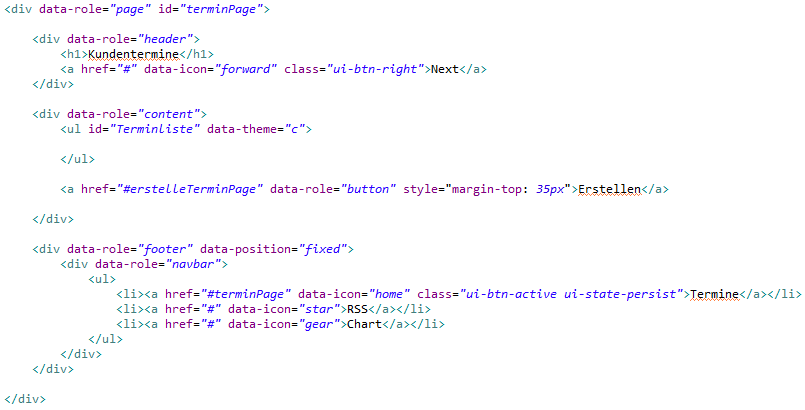 <div data-role="page" id="terminPage">
<div data-role="header">
<h1>Kundentermine</h1>
<a href="#" data-icon="forward" class="ui-btn-right">Next</a>
</div>
<div data-role="content">
<ul id="Terminliste" data-theme="c">
</ul>
<a href="#erstelleTerminPage" data-role="button" style="margin-top: 35px">Erstellen</a>
</div>
<div data-role="footer" data-position="fixed">
<div data-role="navbar">
<ul>
<li><a href="#terminPage" data-icon="home" class="ui-btn-active ui-state-persist">Termine</a></li>
<li><a href="#" data-icon="star">RSS</a></li>
<li><a href="#" data-icon="gear">Chart</a></li>
</ul>
</div>
</div>
</div>